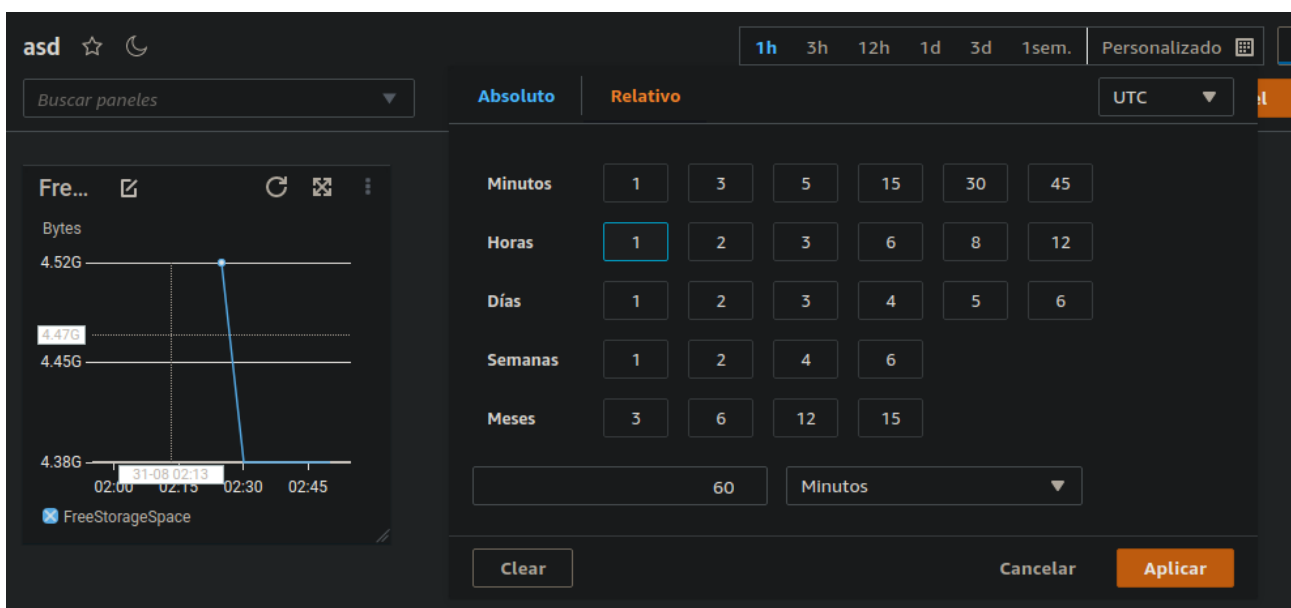 asd
1h 3h 12h 1d 3d 1sem. Personalizado
Buscar paneles
Absoluto Relativo UTC
el
Fre...
Bytes
4.52G
4.47G
4.45G
4.38G
31-08 02:13
02:00 02:15 02:30 02:45
FreeStorageSpace
Minutos 1 3 5 15 30 45
Horas 1 2 3 6 8 12
Días 1 2 3 4 5 6
Semanas 1 2 4 6
Meses 3 6 12 15
60 Minutos
Clear Cancelar Aplicar